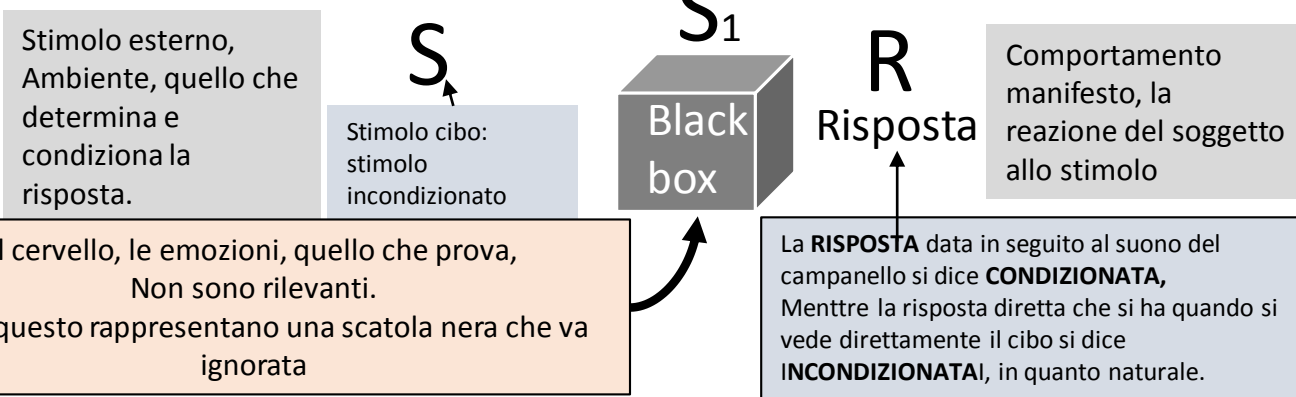 Stimolo esterno,
Ambiente, quello che
determina e
condiziona la
risposta.
S
Stimolo cibo:
stimolo
incondizionato
S1
Black
box
R
Risposta
Comportamento
manifesto, la
reazione del soggetto
allo stimolo
cervello, le emozioni, quello che prova,
Non sono rilevanti.
questo rappresentano una scatola nera che va
ignorata
La RISPOSTA data in seguito al suono del
campanello si dice CONDIZIONATA,
Menttre la risposta diretta che si ha quando si
vede direttamente il cibo si dice
INCONDIZIONATAI, in quanto naturale.